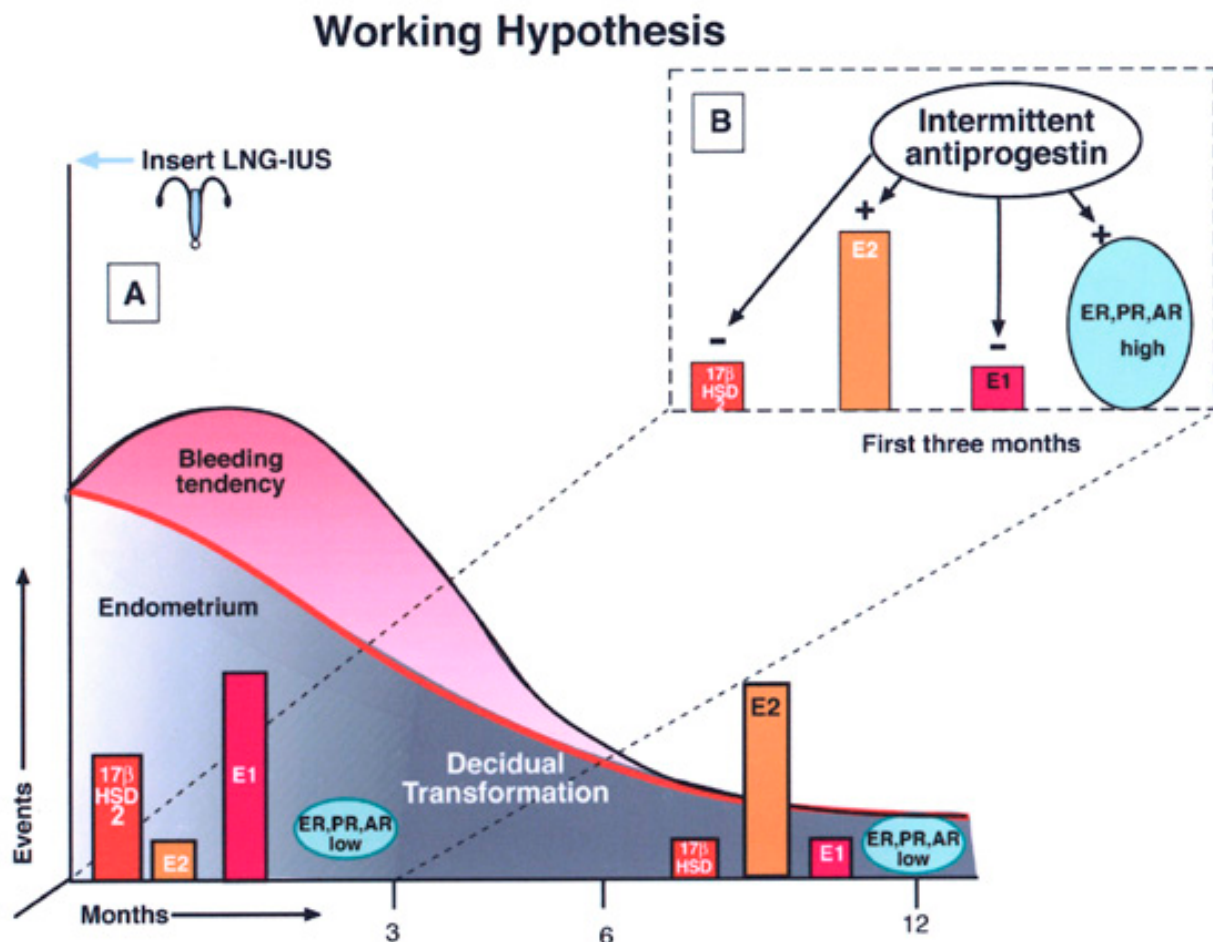 Working Hypothesis
Insert LNG-IUS
A
Bleeding
tendency
Endometrium
Decidual
Transformation
17β
HSD
2
E2
E1
ER,PR,AR
low
17β
HSD
E2
E1
ER,PR,AR
low
Events
Months
3
6
12
B
Intermittent
antiprogestin
-
+
-
+
17β
HSD
2
E2
E1
ER,PR,AR
high
First three months